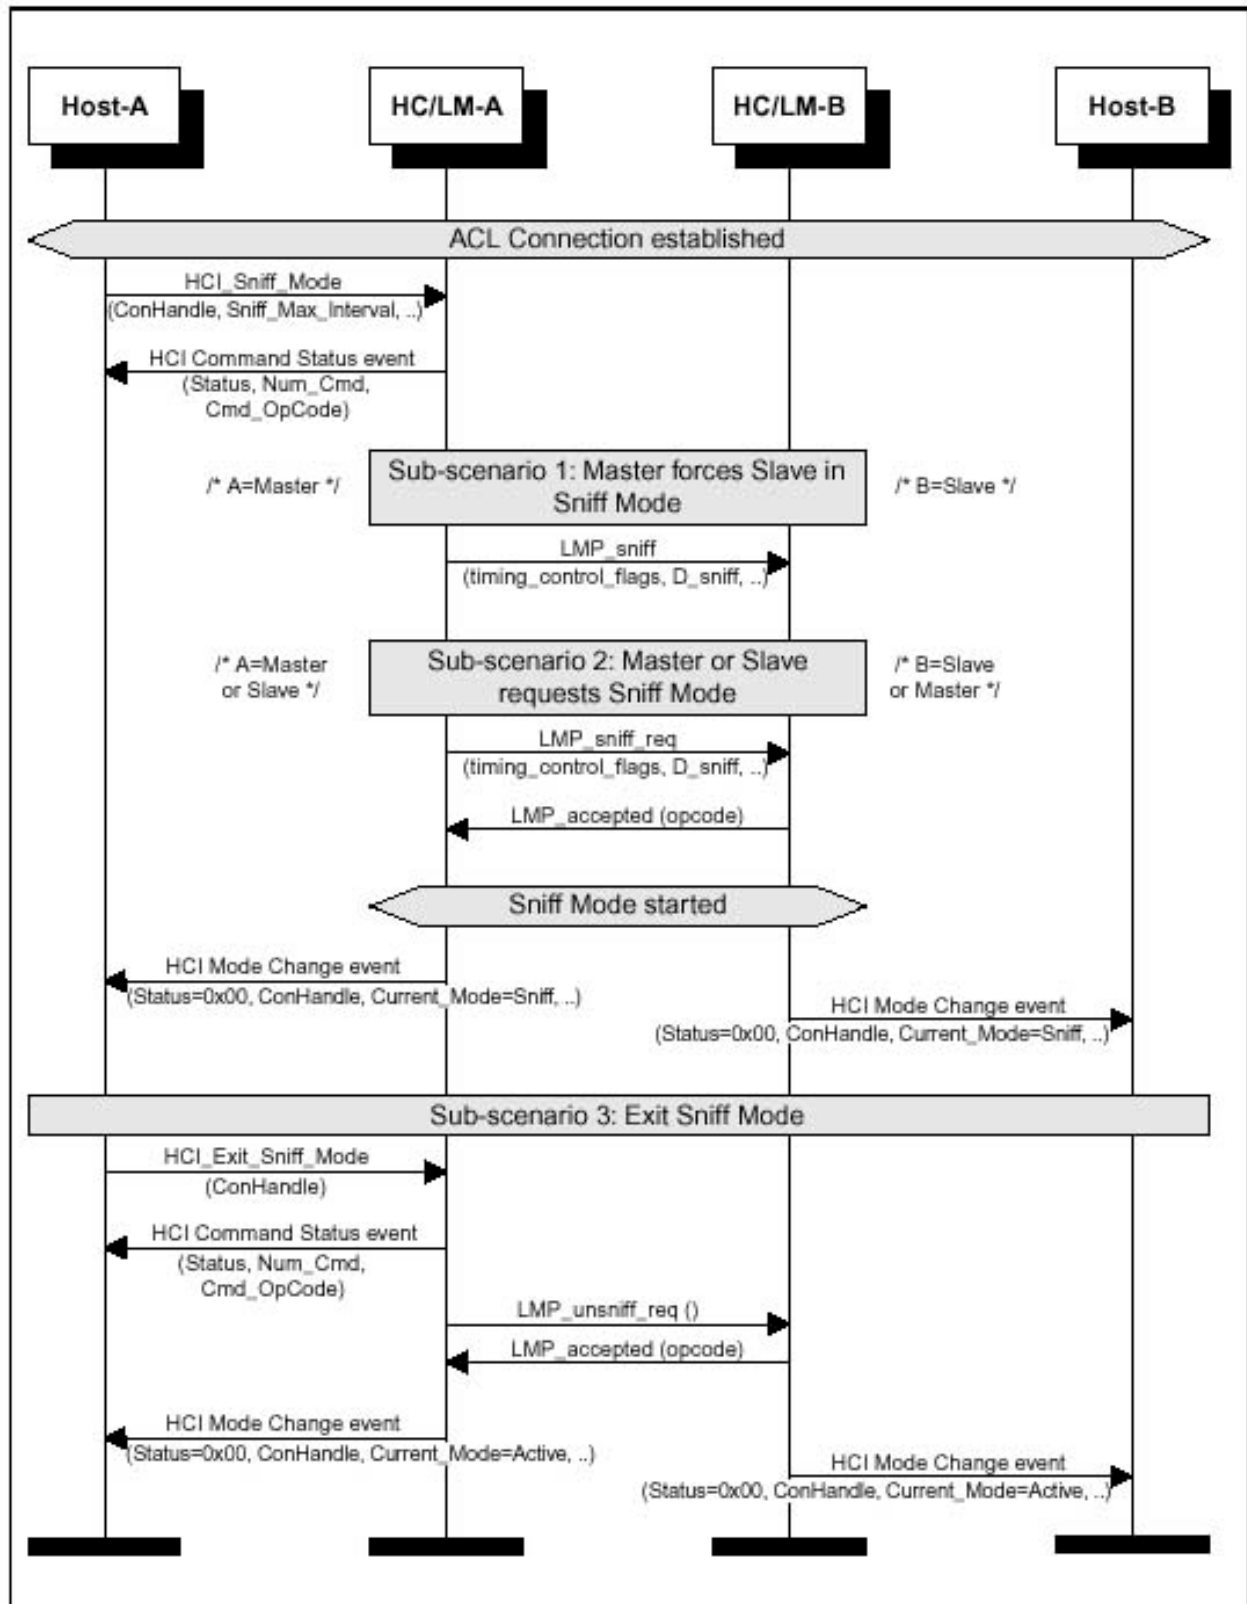 Host-A
HC/LM-A
HC/LM-B
Host-B
ACL Connection established
HCI_Sniff_Mode
(ConHandle, Sniff_Max_Interval, ..)
HCI Command Status event
(Status, Num_Cmd,
Cmd_OpCode)
/* A=Master */
Sub-scenario 1: Master forces Slave in
Sniff Mode
/* B=Slave */
LMP_sniff
(timing_control_flags, D_sniff, ..)
/* A=Master
or Slave */
Sub-scenario 2: Master or Slave
requests Sniff Mode
/* B=Slave
or Master */
LMP_sniff_req
(timing_control_flags, D_sniff, ..)
LMP_accepted (opcode)
Sniff Mode started
HCI Mode Change event
(Status=0x00, ConHandle, Current_Mode=Sniff, ..)
HCI Mode Change event
(Status=0x00, ConHandle, Current_Mode=Sniff, ..)
Sub-scenario 3: Exit Sniff Mode
HCI_Exit_Sniff_Mode
(ConHandle)
HCI Command Status event
(Status, Num_Cmd,
Cmd_OpCode)
LMP_unsniff_req ()
LMP_accepted (opcode)
HCI Mode Change event
(Status=0x00, ConHandle, Current_Mode=Active, ..)
HCI Mode Change event
(Status=0x00, ConHandle, Current_Mode=Active, ..)